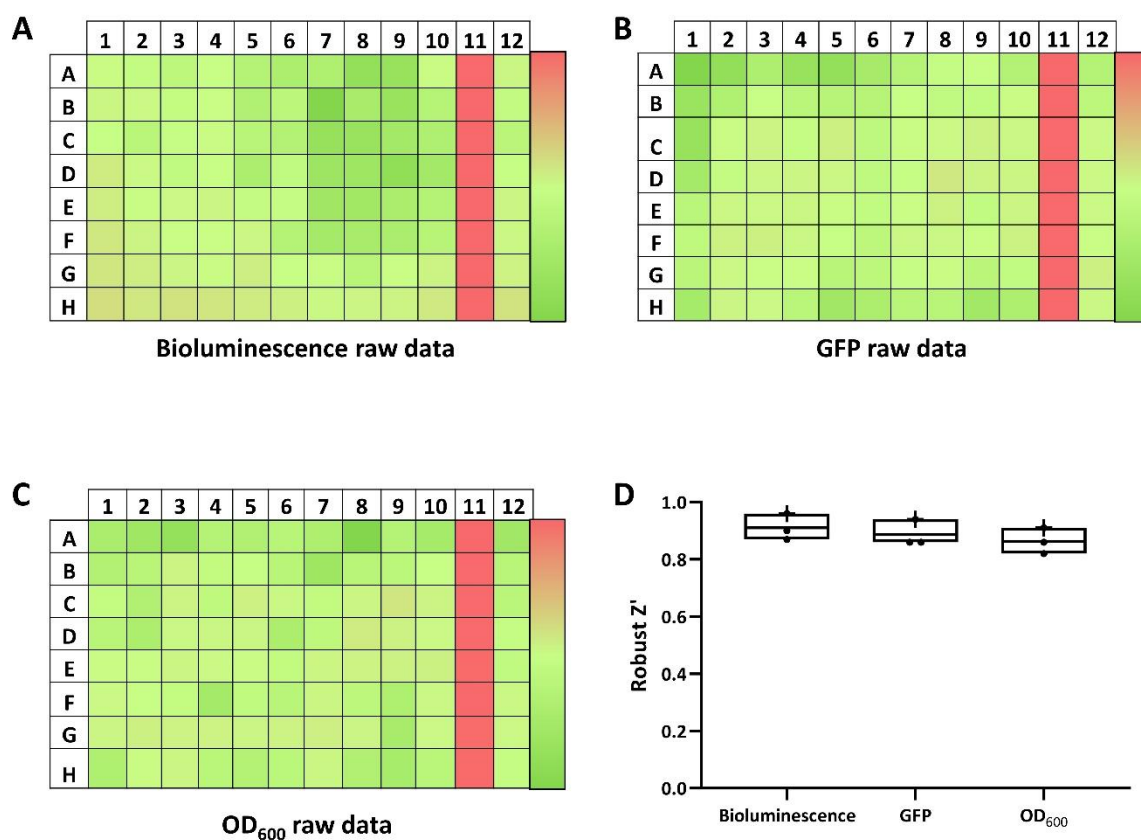 A
1 2 3 4 5 6 7 8 9 10 11 12
A
B
C
D
E
F
G
H
Bioluminescence raw data
B
1 2 3 4 5 6 7 8 9 10 11 12
A
B
C
D
E
F
G
H
GFP raw data
C
1 2 3 4 5 6 7 8 9 10 11 12
A
B
C
D
E
F
G
H
OD600 raw data
D
Robust Z'
1.0
0.8
0.6
0.4
0.2
0.0
Bioluminescence GFP OD600